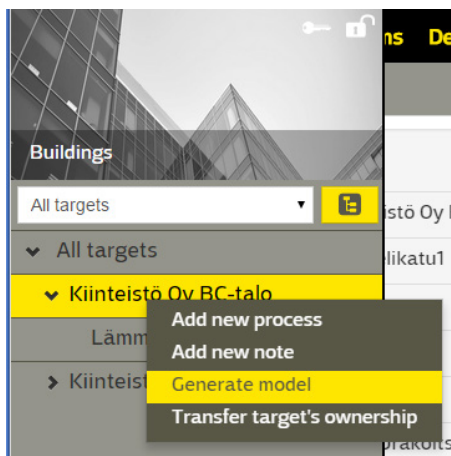 ns De
Buildings
All targets
istö Oy
All targets
elikatu1
Kiinteistö Oy BC-talo
Add new process
Lämm
Add new note
Kiinteist
Generate model
Transfer target's ownership